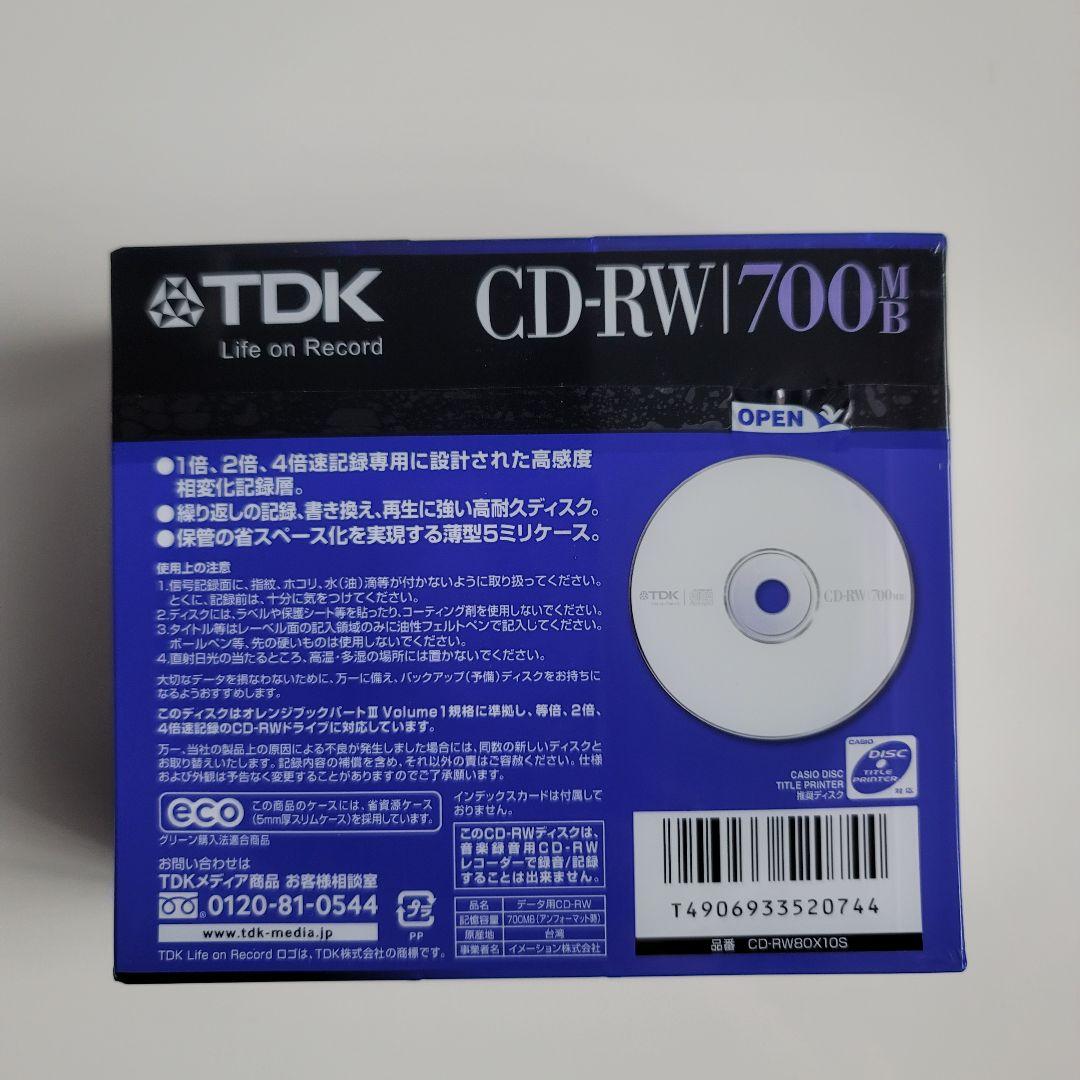 TDK
Life on Record
CD-RW|700MB
OPEN
●1倍、2倍、4倍速記録専用に設計された高感度
相変化記録層。
●繰り返しの記録、書き換え、再生に強い高耐久ディスク。
●保管の省スペース化を実現する薄型5ミリケース。
使用上の注意
1.信号記録面に、指紋、ホコリ、水(油)滴等が付かないように取り扱ってください。
とくに、記録前は、十分に気をつけてください。
2.ディスクには、ラベルや保護シート等を貼ったり、コーティング剤を使用しないでください。
3.タイトル等はレーベル面の記入領域のみに油性フェルトペンで記入してください。
ボールペン等、先の硬いものは使用しないでください。
4.直射日光の当たるところ、高温・多湿の場所には置かないでください。
大切なデータを損なわないために、万一に備え、バックアップ(予備)ディスクをお持ちに
なるようおすすめします。
このディスクはオレンジブックパートⅢ Volume1規格に準拠し、等倍、2倍、
4倍速記録のCD-RWドライブに対応しています。
万一、当社の製品上の原因による不良が発生しました場合には、同数の新しいディスクと
お取り替えいたします。記録内容の補償を含め、それ以外の責はご容赦ください。仕様
および外観は予告なく変更することがありますのでご了承願います。
eco
この商品のケースには、省資源ケース
(5mm厚スリムケース)を採用しています。
グリーン購入法適合商品
お問い合わせは
TDKメディア商品 お客様相談室
0120-81-0544
www.tdk-media.jp
TDK Life on Record ロゴは、TDK株式会社の商標です。
プラ
PP
インデックスカードは付属して
おりません。
このCD-RWディスクは、
音楽録音用CD-RW
レコーダーで録音/記録
することは出来ません。
品名 データ用CD-RW
記憶容量 700MB(アンフォーマット時)
原産地 台湾
事業者名 イメーション株式会社
TDK
CD-RW|700MB
CASIO
DISC
TITLE
PRINTER
対応
CASIO DISC
TITLE PRINTER
推奨ディスク
T4906933520744
品番 CD-RW80X10S